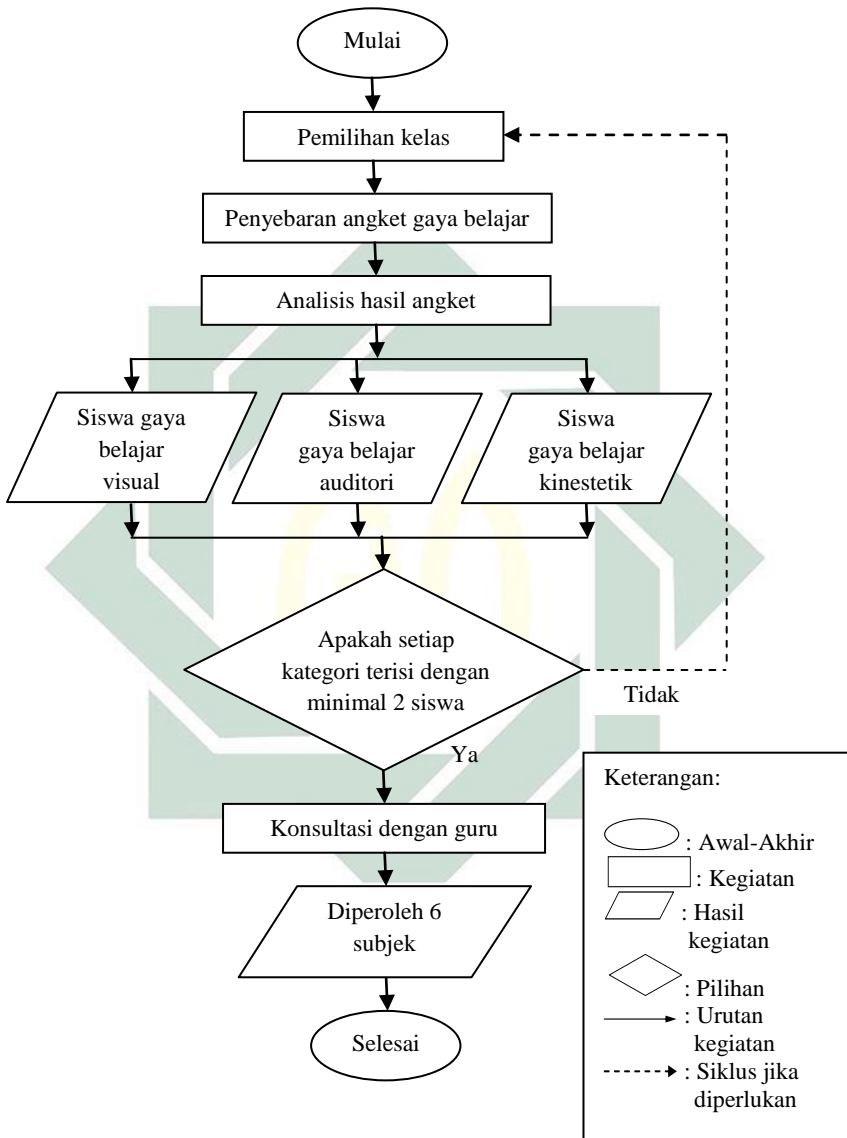 Mulai
Pemilihan kelas
Penyebaran angket gaya belajar
Analisis hasil angket
Siswa gaya
belajar
visual
Siswa
gaya belajar
auditori
Siswa
gaya belajar
kinestetik
Apakah setiap
kategori terisi dengan
minimal 2 siswa
Tidak
Ya
Konsultasi dengan guru
Diperoleh 6
subjek
Selesai
Keterangan:
: Awal-Akhir
: Kegiatan
: Hasil
kegiatan
: Pilihan
: Urutan
kegiatan
: Siklus jika
diperlukan